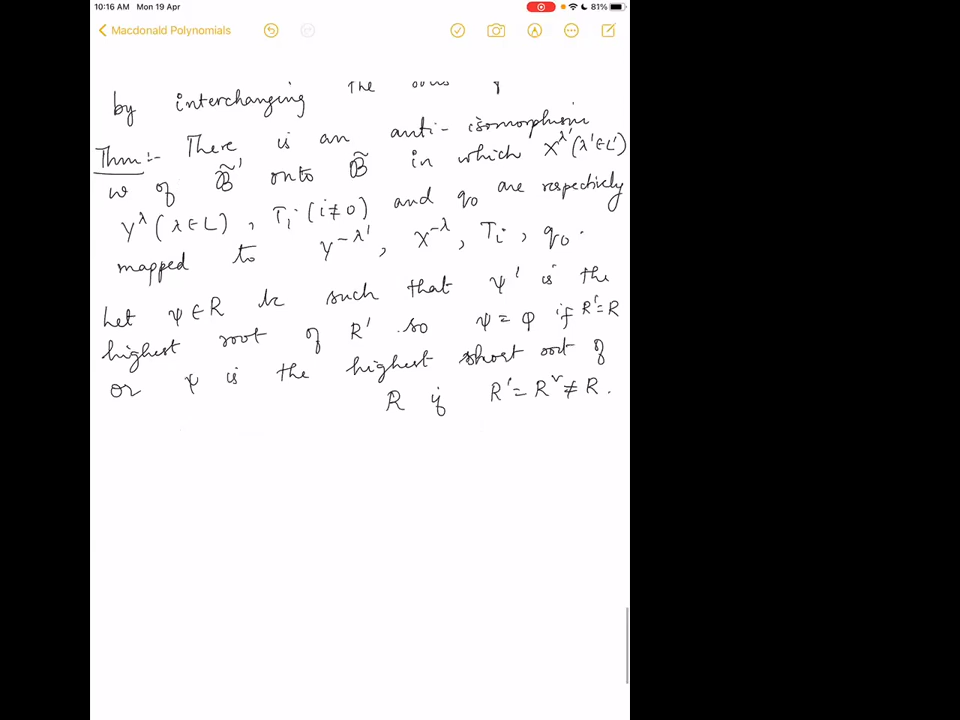 10:16 AM Mon 19 Apr
81%
Macdonald Polynomials
by interchanging the
Thm :- There is an anti-isomorphism
ω of 𝔅̃' onto 𝔅̃ in which X^λ' (λ' ∈ L')
Y^λ (λ ∈ L), T_i (i ≠ 0) and q_0 are respectively
mapped to Y^-λ', X^-λ, T_i, q_0.
Let ψ ∈ R be such that ψ' is the
highest root of R' so ψ = φ if R' = R
or ψ is the highest short root of
R if R' = R^∨ ≠ R.